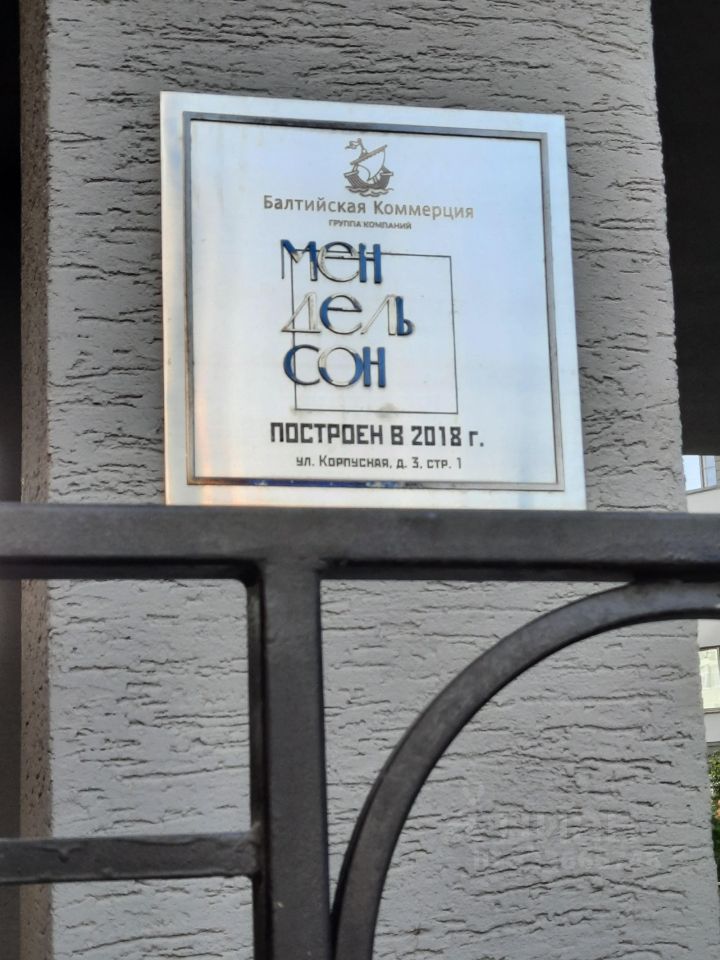 Балтийская Коммерция
ГРУППА КОМПАНИЙ
МЕН
ДЕЛЬ
СОН
ПОСТРОЕН В 2018 г.
ул. Корпусная, д. 3, стр. 1